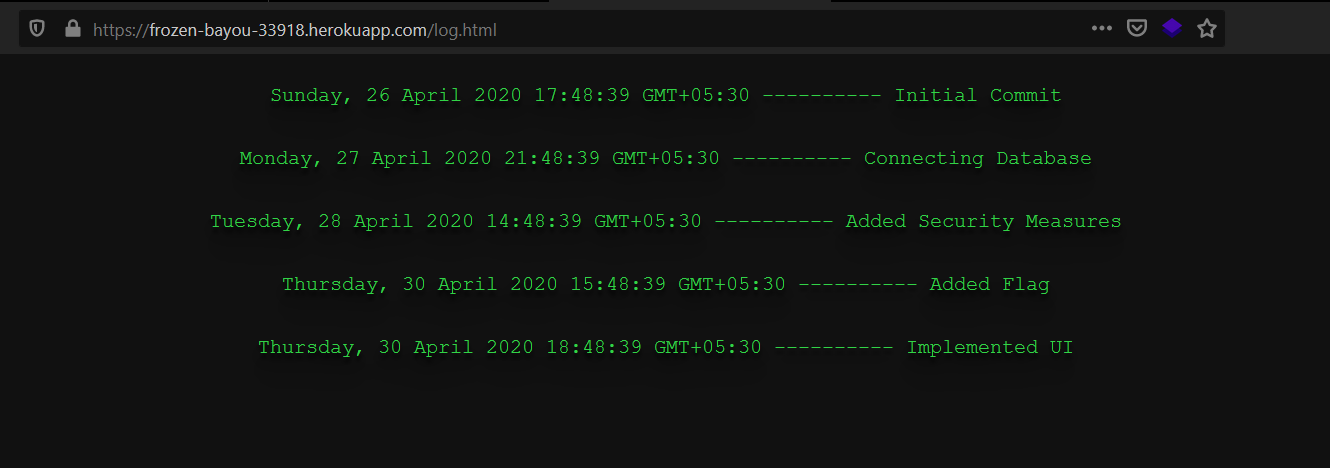 https://frozen-bayou-33918.herokuapp.com/log.html
Sunday, 26 April 2020 17:48:39 GMT+05:30 ---------- Initial Commit
Monday, 27 April 2020 21:48:39 GMT+05:30 ---------- Connecting Database
Tuesday, 28 April 2020 14:48:39 GMT+05:30 ---------- Added Security Measures
Thursday, 30 April 2020 15:48:39 GMT+05:30 ---------- Added Flag
Thursday, 30 April 2020 18:48:39 GMT+05:30 ---------- Implemented UI